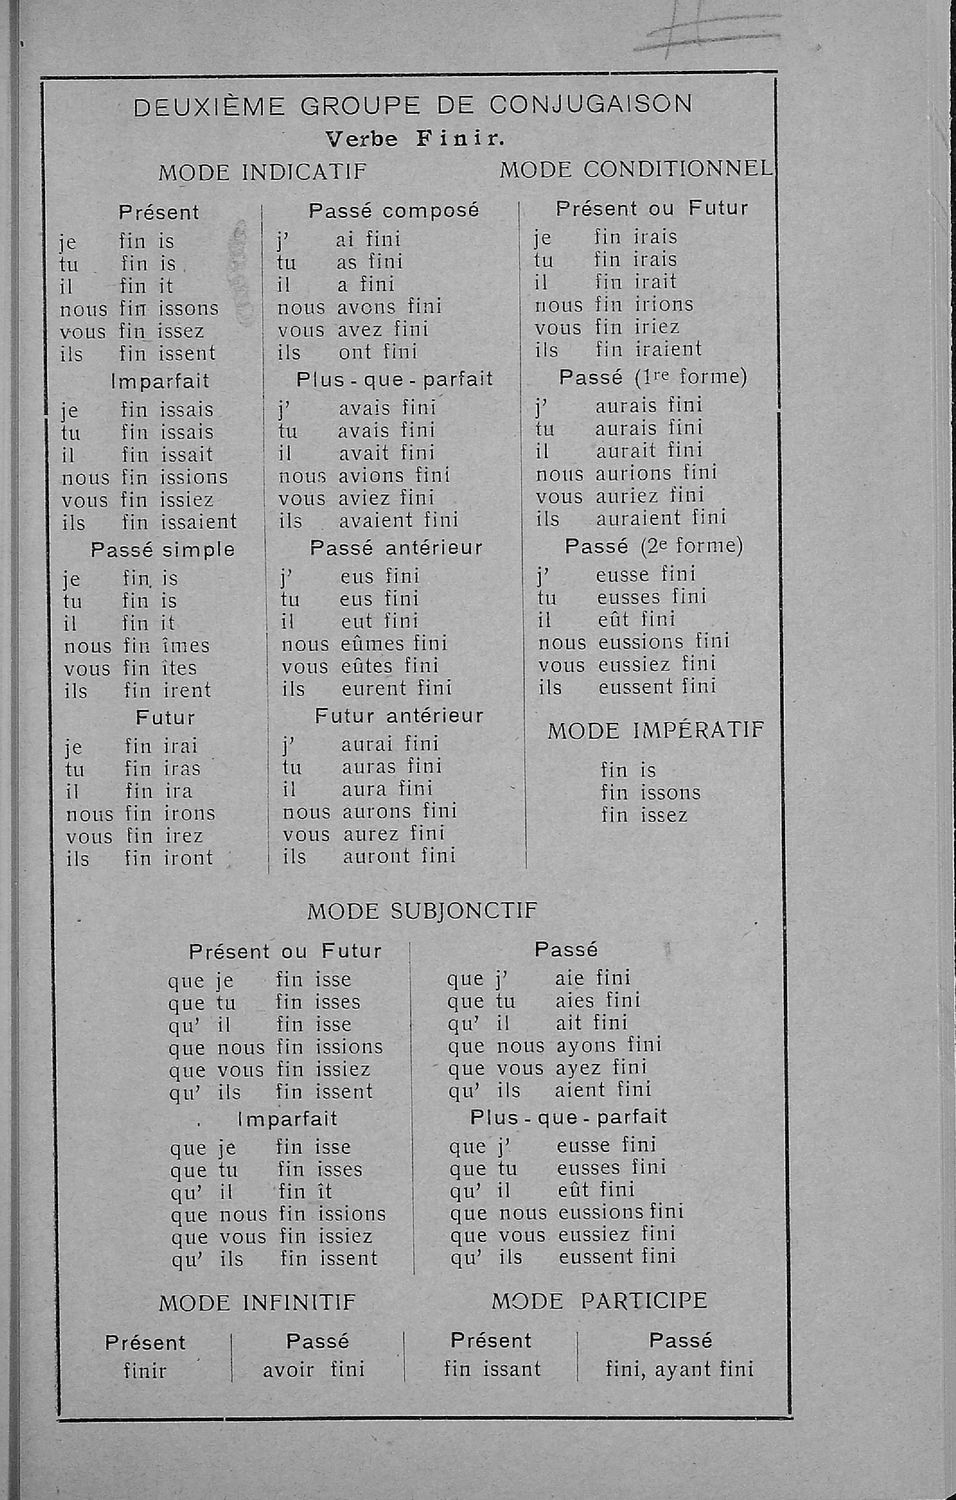 DEUXIÈME GROUPE DE CONJUGAISON
Verbe Finir.
MODE INDICATIF
Présent
je fin is
tu fin is
il fin it
nous fin issons
vous fin issez
ils fin issent
Imparfait
je fin issais
tu fin issais
il fin issait
nous fin issions
vous fin issiez
ils fin issaient
Passé simple
je fin is
tu fin is
il fin it
nous fin îmes
vous fin îtes
ils fin irent
Futur
je fin irai
tu fin iras
il fin ira
nous fin irons
vous fin irez
ils fin iront
Passé composé
j' ai fini
tu as fini
il a fini
nous avons fini
vous avez fini
ils ont fini
Plus-que-parfait
j' avais fini
tu avais fini
il avait fini
nous avions fini
vous aviez fini
ils avaient fini
Passé antérieur
j' eus fini
tu eus fini
il eut fini
nous eûmes fini
vous eûtes fini
ils eurent fini
Futur antérieur
j' aurai fini
tu auras fini
il aura fini
nous aurons fini
vous aurez fini
ils auront fini
MODE CONDITIONNEL
Présent ou Futur
je fin irais
tu fin irais
il fin irait
nous fin irions
vous fin iriez
ils fin iraient
Passé (1re forme)
j' aurais fini
tu aurais fini
il aurait fini
nous aurions fini
vous auriez fini
ils auraient fini
Passé (2e forme)
j' eusse fini
tu eusses fini
il eût fini
nous eussions fini
vous eussiez fini
ils eussent fini
MODE IMPÉRATIF
fin is
fin issons
fin issez
MODE SUBJONCTIF
Présent ou Futur
que je fin isse
que tu fin isses
qu' il fin isse
que nous fin issions
que vous fin issiez
qu' ils fin issent
Imparfait
que je fin isse
que tu fin isses
qu' il fin ît
que nous fin issions
que vous fin issiez
qu' ils fin issent
Passé
que j' aie fini
que tu aies fini
qu' il ait fini
que nous ayons fini
que vous ayez fini
qu' ils aient fini
Plus-que-parfait
que j' eusse fini
que tu eusses fini
qu' il eût fini
que nous eussions fini
que vous eussiez fini
qu' ils eussent fini
MODE INFINITIF
Présent
finir
Passé
avoir fini
MODE PARTICIPE
Présent
fin issant
Passé
fini, ayant fini